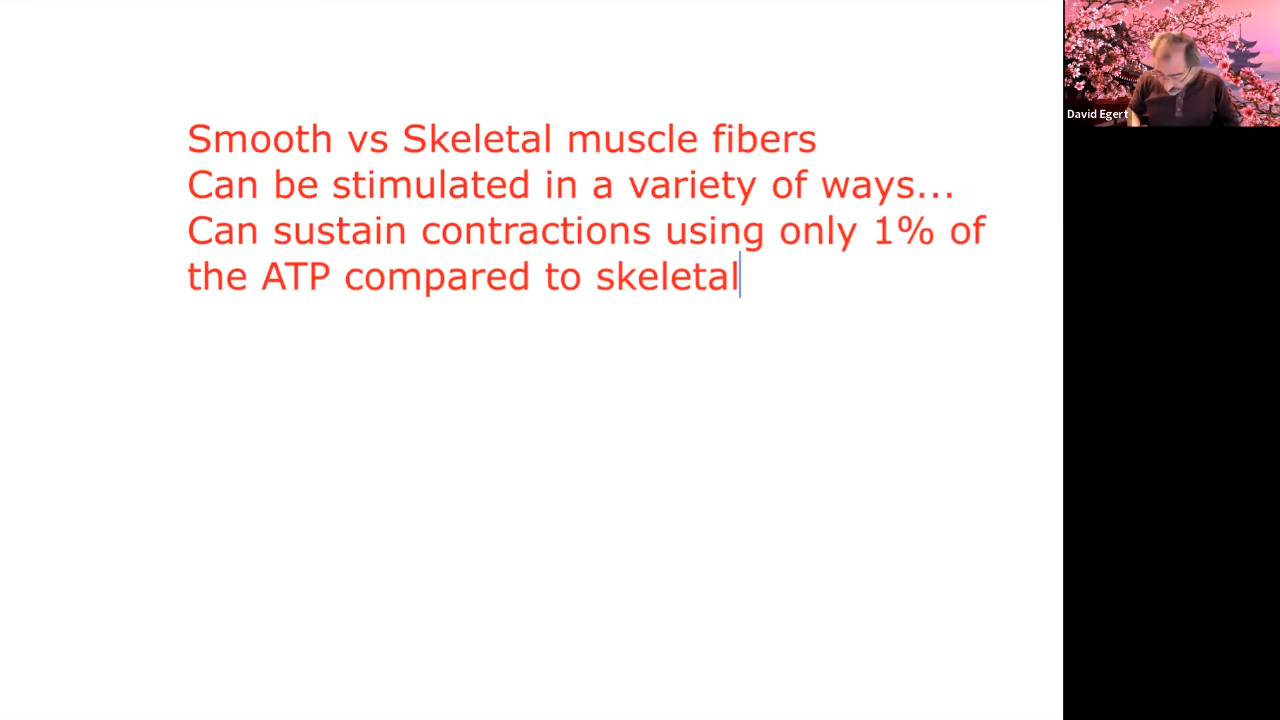 Smooth vs Skeletal muscle fibers
Can be stimulated in a variety of ways...
Can sustain contractions using only 1% of
the ATP compared to skeletal
David Egert